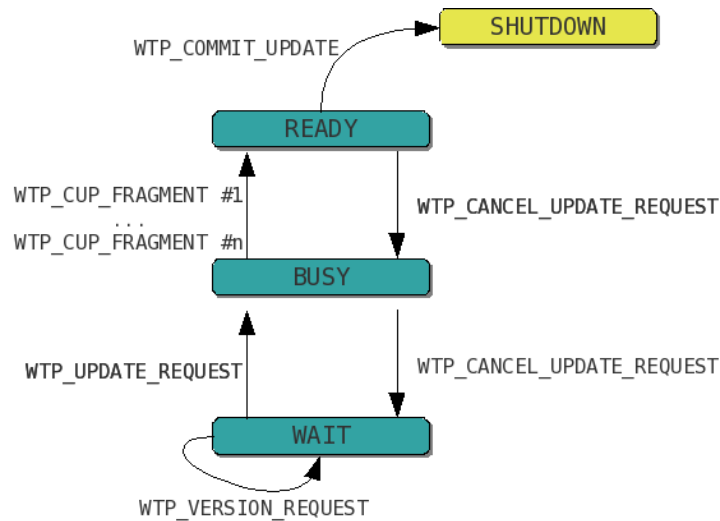 SHUTDOWN
WTP_COMMIT_UPDATE
READY
WTP_CUP_FRAGMENT #1
...
WTP_CUP_FRAGMENT #n
WTP_CANCEL_UPDATE_REQUEST
BUSY
WTP_UPDATE_REQUEST
WTP_CANCEL_UPDATE_REQUEST
WAIT
WTP_VERSION_REQUEST